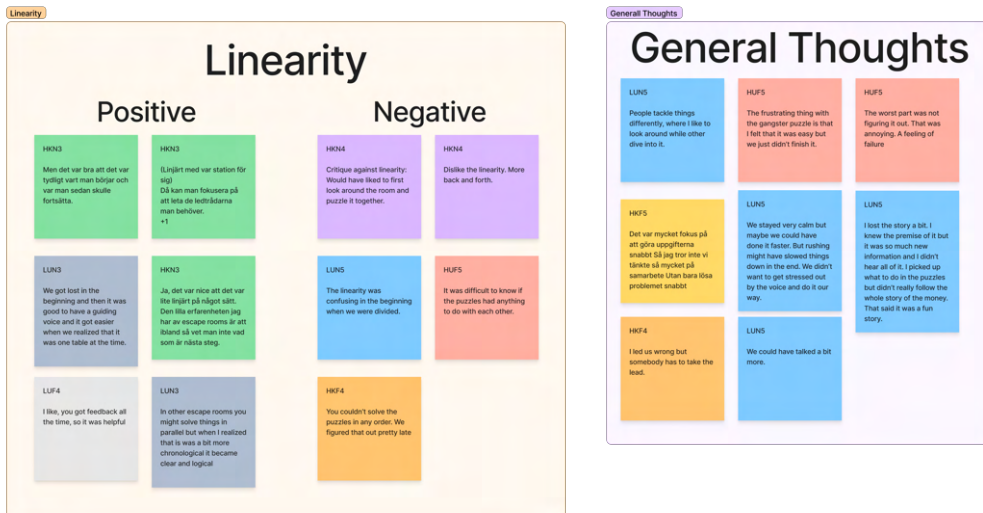 Linearity
Linearity
Positive
Negative
HKN3
Men det var bra att det var
tydligt vart man börjar och
var man sedan skulle
fortsätta.
HKN3
(Linjärt med var station för
sig)
Då kan man fokusera på
att leta de ledtrådarna
man behöver.
+1
HKN4
Critique against linearity:
Would have liked to first
look around the room and
puzzle it together.
HKN4
Dislike the linearity. More
back and forth.
LUN3
We got lost in the
beginning and then it was
good to have a guiding
voice and it got easier
when we realized that it
was one table at the time.
HKN3
Ja, det var nice att det var
lite linjärt på något sätt.
Den lilla erfarenheten jag
har av escape rooms är att
ibland så vet man inte vad
som är nästa steg.
LUN5
The linearity was
confusing in the beginning
when we were divided.
HUF5
It was difficult to know if
the puzzles had anything
to do with each other.
LUF4
I like, you got feedback all
the time, so it was helpful
LUN3
In other escape rooms you
might solve things in
parallel but when I realized
that is was a bit more
chronological it became
clear and logical
HKF4
You couldn't solve the
puzzles in any order. We
figured that out pretty late
Generall Thoughts
General Thoughts
LUN5
People tackle things
differently, where I like to
look around while other
dive into it.
HUF5
The frustrating thing with
the gangster puzzle is that
I felt that it was easy but
we just didn't finish it.
HUF5
The worst part was not
figuring it out. That was
annoying. A feeling of
failure
HKF5
Det var mycket fokus på
att göra uppgifterna
snabbt Så jag tror inte vi
tänkte så mycket på
samarbete Utan bara lösa
problemet snabbt
LUN5
We stayed very calm but
maybe we could have
done it faster. But rushing
might have slowed things
down in the end. We didn't
want to get stressed out
by the voice and do it our
way.
LUN5
I lost the story a bit. I
knew the premise of it but
it was so much new
information and I didn't
hear all of it. I picked up
what to do in the puzzles
but didn't really follow the
whole story of the money.
That said it was a fun
story.
HKF4
I led us wrong but
somebody has to take the
lead.
LUN5
We could have talked a bit
more.